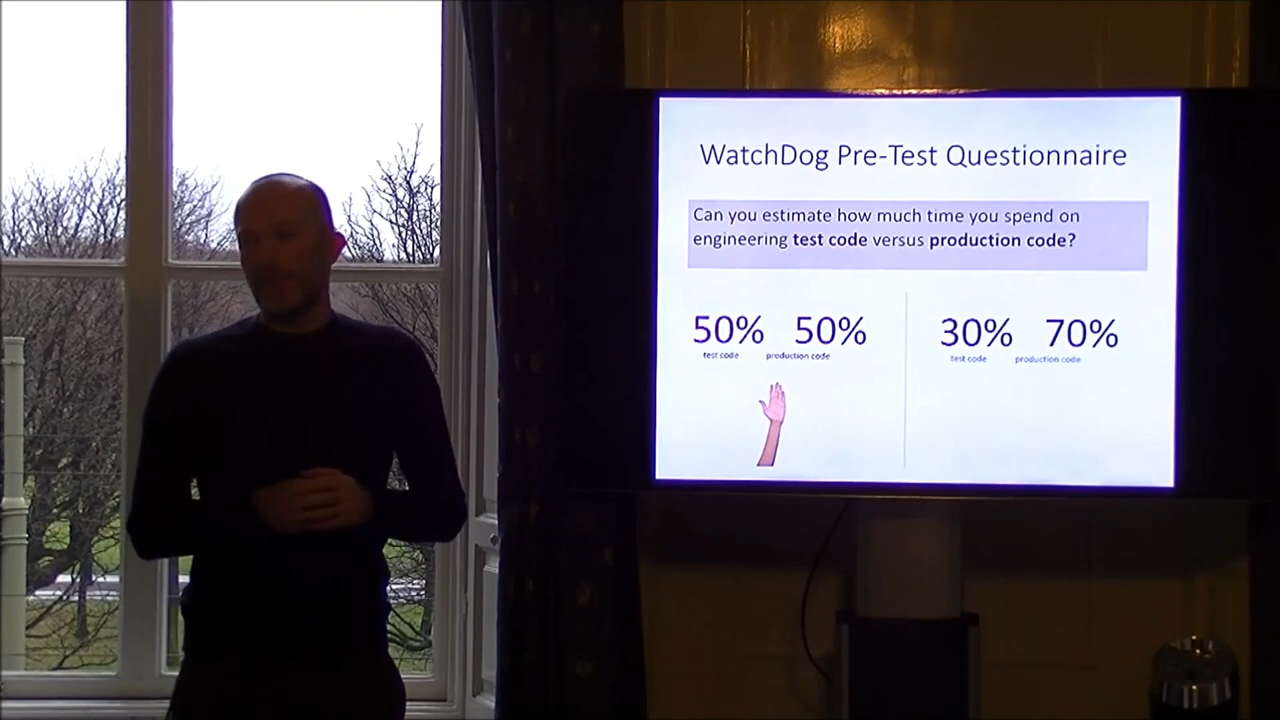 WatchDog Pre-Test Questionnaire
Can you estimate how much time you spend on
engineering test code versus production code?
50% 50%
test code production code
30% 70%
test code production code